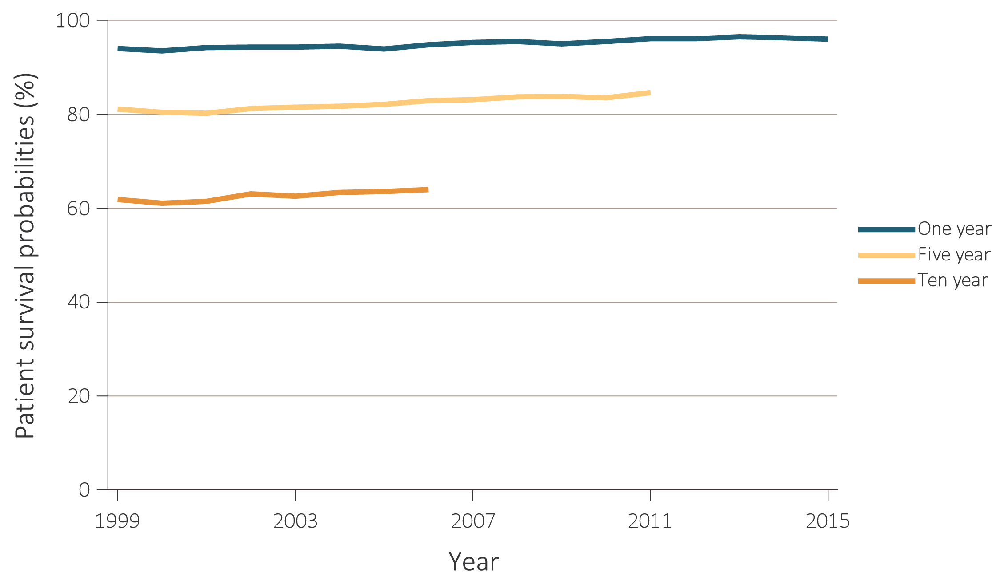 Patient survival probabilities (%)
100
80
60
40
20
0
1999 2003 2007 2011 2015
Year
One year
Five year
Ten year